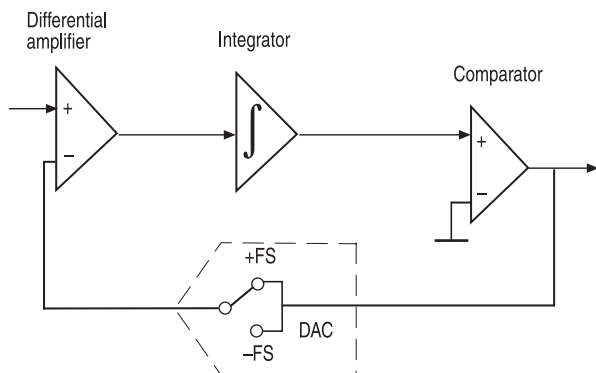 Differential
amplifier
Integrator
Comparator
+
−
∫
+
−
+FS
DAC
−FS